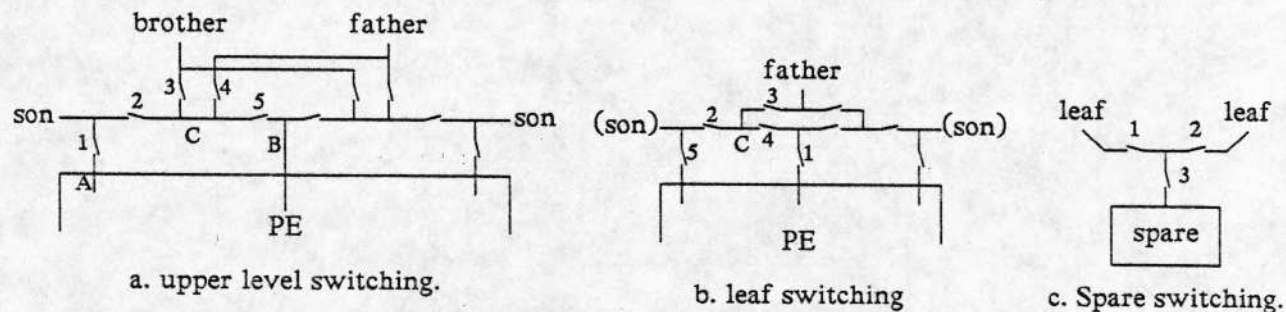 brother father
3 4
son 2 5 son
1 C B
A
PE
a. upper level switching.
father
3
(son) 2 C 4 (son)
5 1
PE
b. leaf switching
leaf leaf
1 2
3
spare
c. Spare switching.